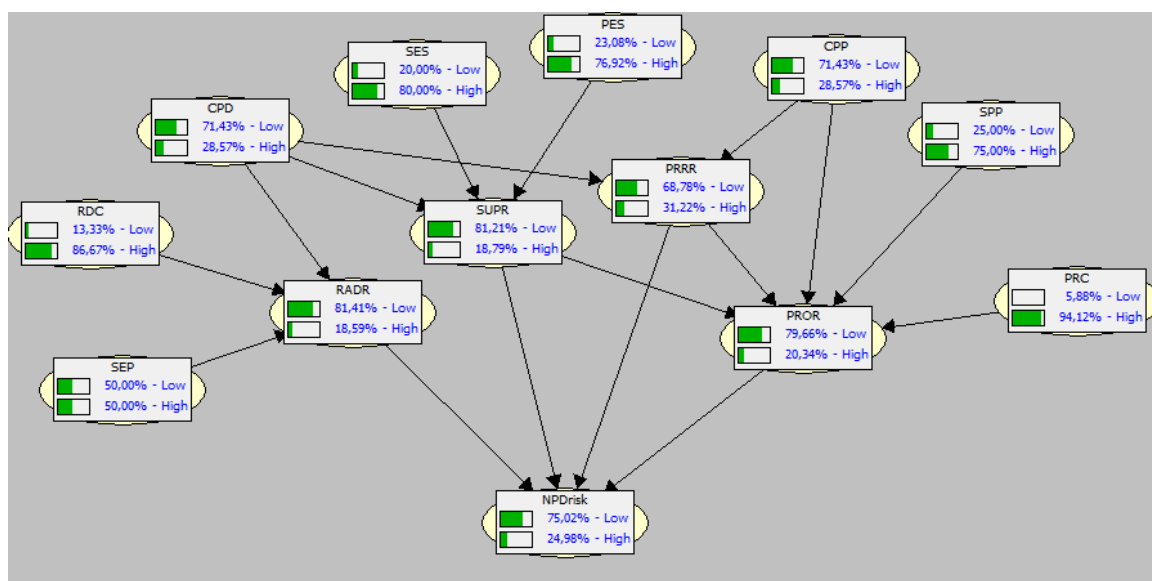 PES
23,08% - Low
76,92% - High
SES
20,00% - Low
80,00% - High
CPP
71,43% - Low
28,57% - High
CPD
71,43% - Low
28,57% - High
SPP
25,00% - Low
75,00% - High
PRRR
68,78% - Low
31,22% - High
RDC
13,33% - Low
86,67% - High
SUPR
81,21% - Low
18,79% - High
RADR
81,41% - Low
18,59% - High
PRC
5,88% - Low
94,12% - High
PROR
79,66% - Low
20,34% - High
SEP
50,00% - Low
50,00% - High
NPDrisk
75,02% - Low
24,98% - High